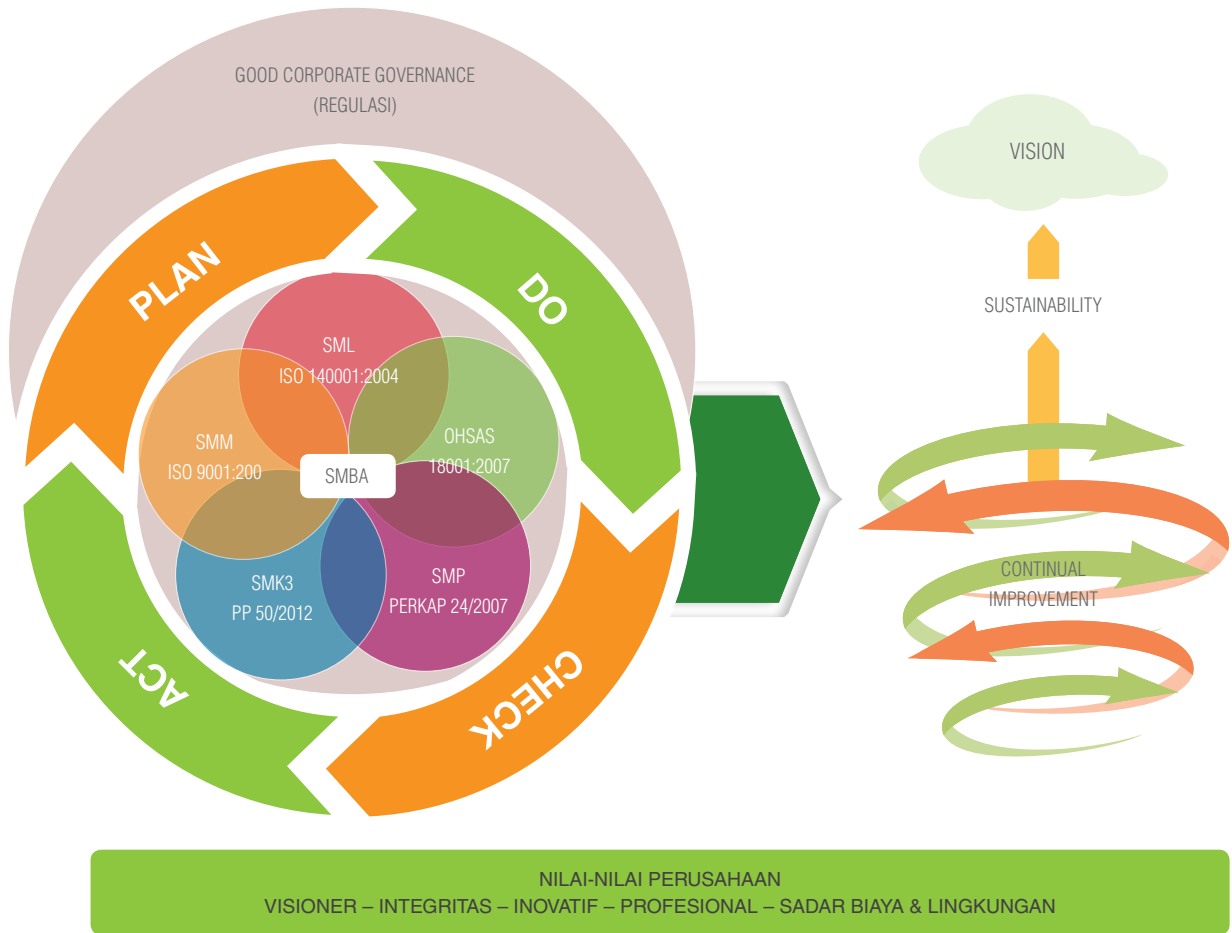 GOOD CORPORATE GOVERNANCE
(REGULASI)
PLAN
DO
CHECK
ACT
SML
ISO 140001:2004
OHSAS
18001:2007
SMM
ISO 9001:200
SMBA
SMK3
PP 50/2012
SMP
PERKAP 24/2007
VISION
SUSTAINABILITY
CONTINUAL
IMPROVEMENT
NILAI-NILAI PERUSAHAAN
VISIONER – INTEGRITAS – INOVATIF – PROFESIONAL – SADAR BIAYA & LINGKUNGAN